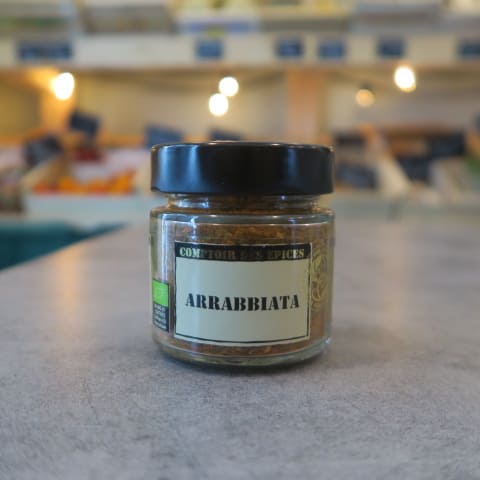 COMPTOIR DES EPICES
ARRABBIATA